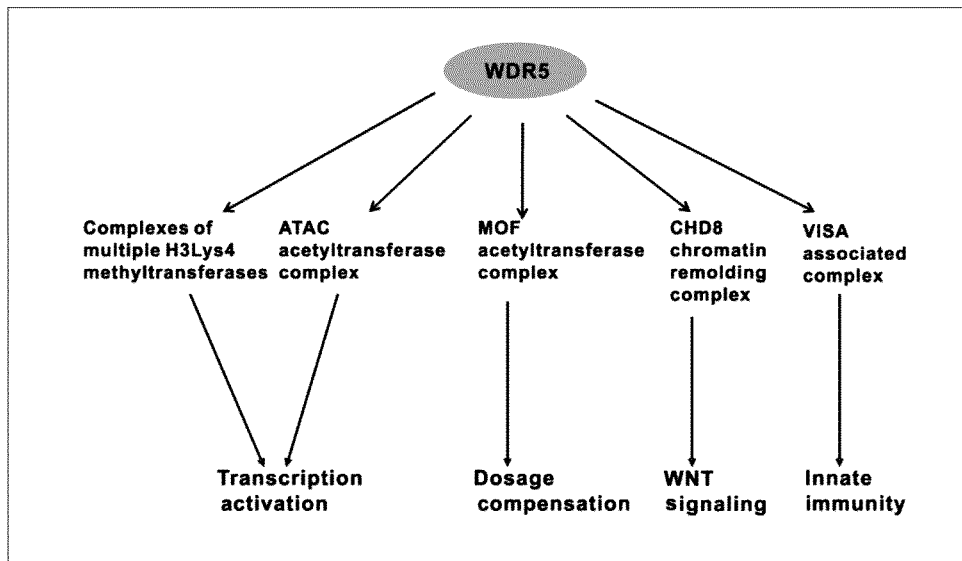 WDR5
Complexes of
multiple H3Lys4
methyltransferases
ATAC
acetyltransferase
complex
MOF
acetyltransferase
complex
CHD8
chromatin
remolding
complex
VISA
associated
complex
Transcription
activation
Dosage
compensation
WNT
signaling
Innate
immunity